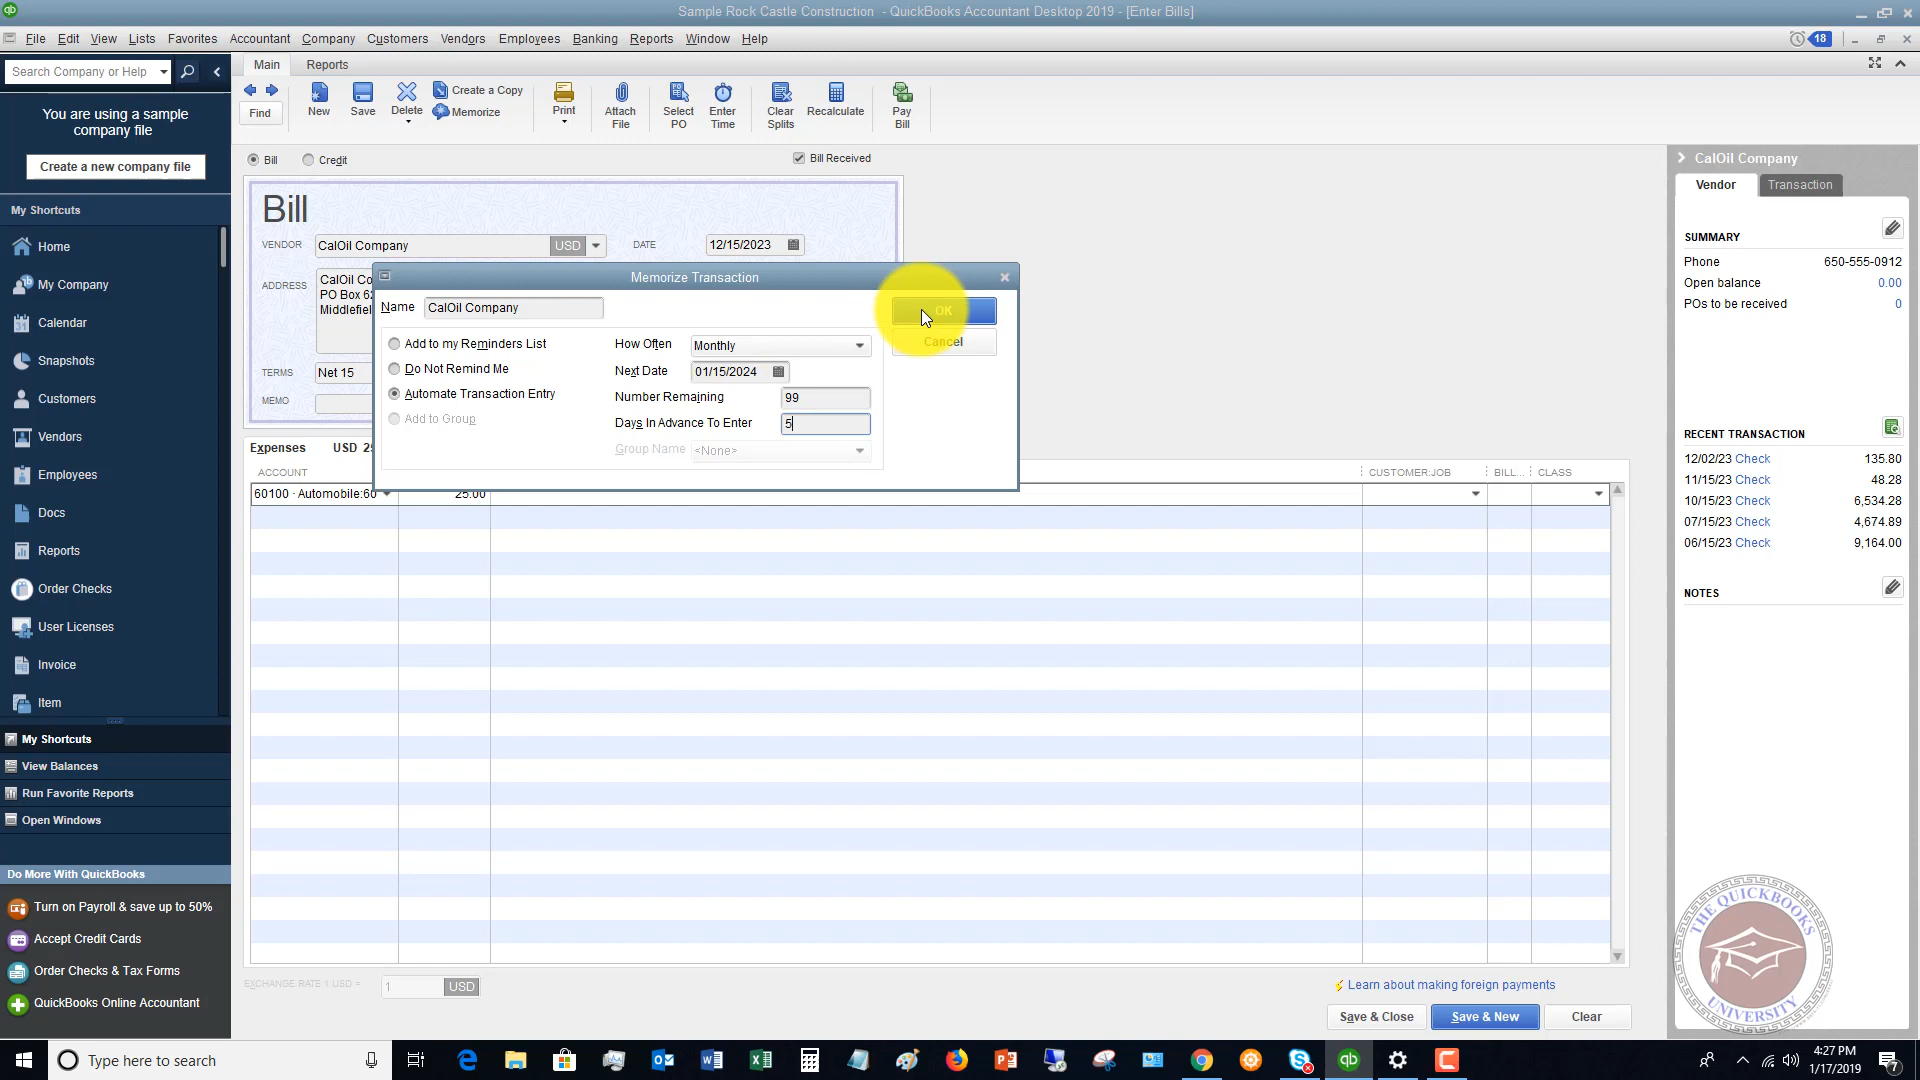 Sample Rock Castle Construction - QuickBooks Accountant Desktop 2019 - [Enter Bills]
File Edit View Lists Favorites Accountant Company Customers Vendors Employees Banking Reports Window Help
18
Search Company or Help
You are using a sample
company file
Create a new company file
My Shortcuts
Home
My Company
Calendar
Snapshots
Customers
Vendors
Employees
Docs
Reports
Order Checks
User Licenses
Invoice
Item
My Shortcuts
View Balances
Run Favorite Reports
Open Windows
Do More With QuickBooks
Turn on Payroll & save up to 50%
Accept Credit Cards
Order Checks & Tax Forms
QuickBooks Online Accountant
Main Reports
Find
New
Save
Delete
Create a Copy
Memorize
Print
Attach
File
Select
PO
Enter
Time
Clear
Splits
Recalculate
Pay
Bill
Bill Credit Bill Received
Bill
VENDOR CalOil Company USD DATE 12/15/2023
ADDRESS CalOil Co
PO Box 62
Middlefiel
TERMS Net 15
MEMO
Memorize Transaction
Name CalOil Company
OK
Cancel
Add to my Reminders List
Do Not Remind Me
Automate Transaction Entry
Add to Group
How Often Monthly
Next Date 01/15/2024
Number Remaining 99
Days In Advance To Enter 5
Group Name <None>
Expenses USD 25
ACCOUNT CUSTOMER:JOB BILL... CLASS
60100 · Automobile:60 25.00
EXCHANGE RATE 1 USD = 1 USD
Learn about making foreign payments
Save & Close Save & New Clear
CalOil Company
Vendor Transaction
SUMMARY
Phone 650-555-0912
Open balance 0.00
POs to be received 0
RECENT TRANSACTION
12/02/23 Check 135.80
11/15/23 Check 48.28
10/15/23 Check 6,534.28
07/15/23 Check 4,674.89
06/15/23 Check 9,164.00
NOTES
THE QUICKBOOKS
UNIVERSITY
Type here to search
4:27 PM
1/17/2019
7